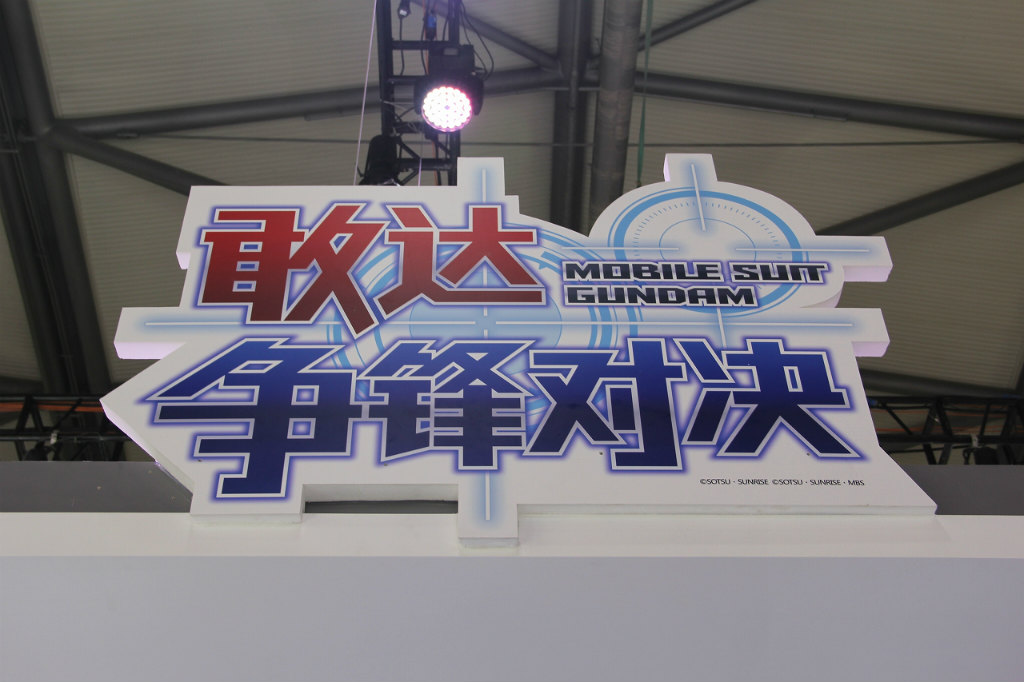 敢达
MOBILE SUIT
GUNDAM
争锋对决
©SOTSU・SUNRISE ©SOTSU・SUNRISE・MBS